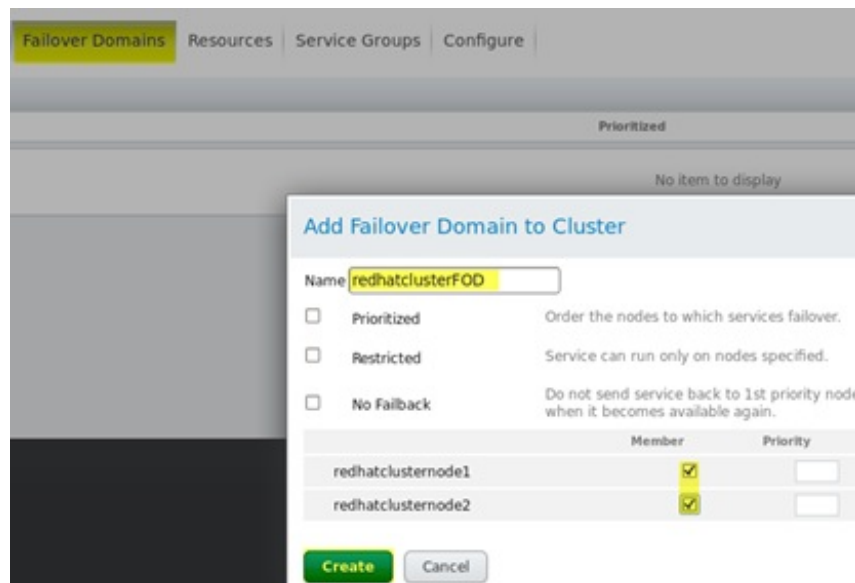 Failover Domains Resources Service Groups Configure
Prioritized
No item to display
Add Failover Domain to Cluster
Name redhatclusterFOD
Prioritized Order the nodes to which services failover.
Restricted Service can run only on nodes specified.
No Failback Do not send service back to 1st priority node
when it becomes available again.
Member Priority
redhatclusternode1
redhatclusternode2
Create Cancel